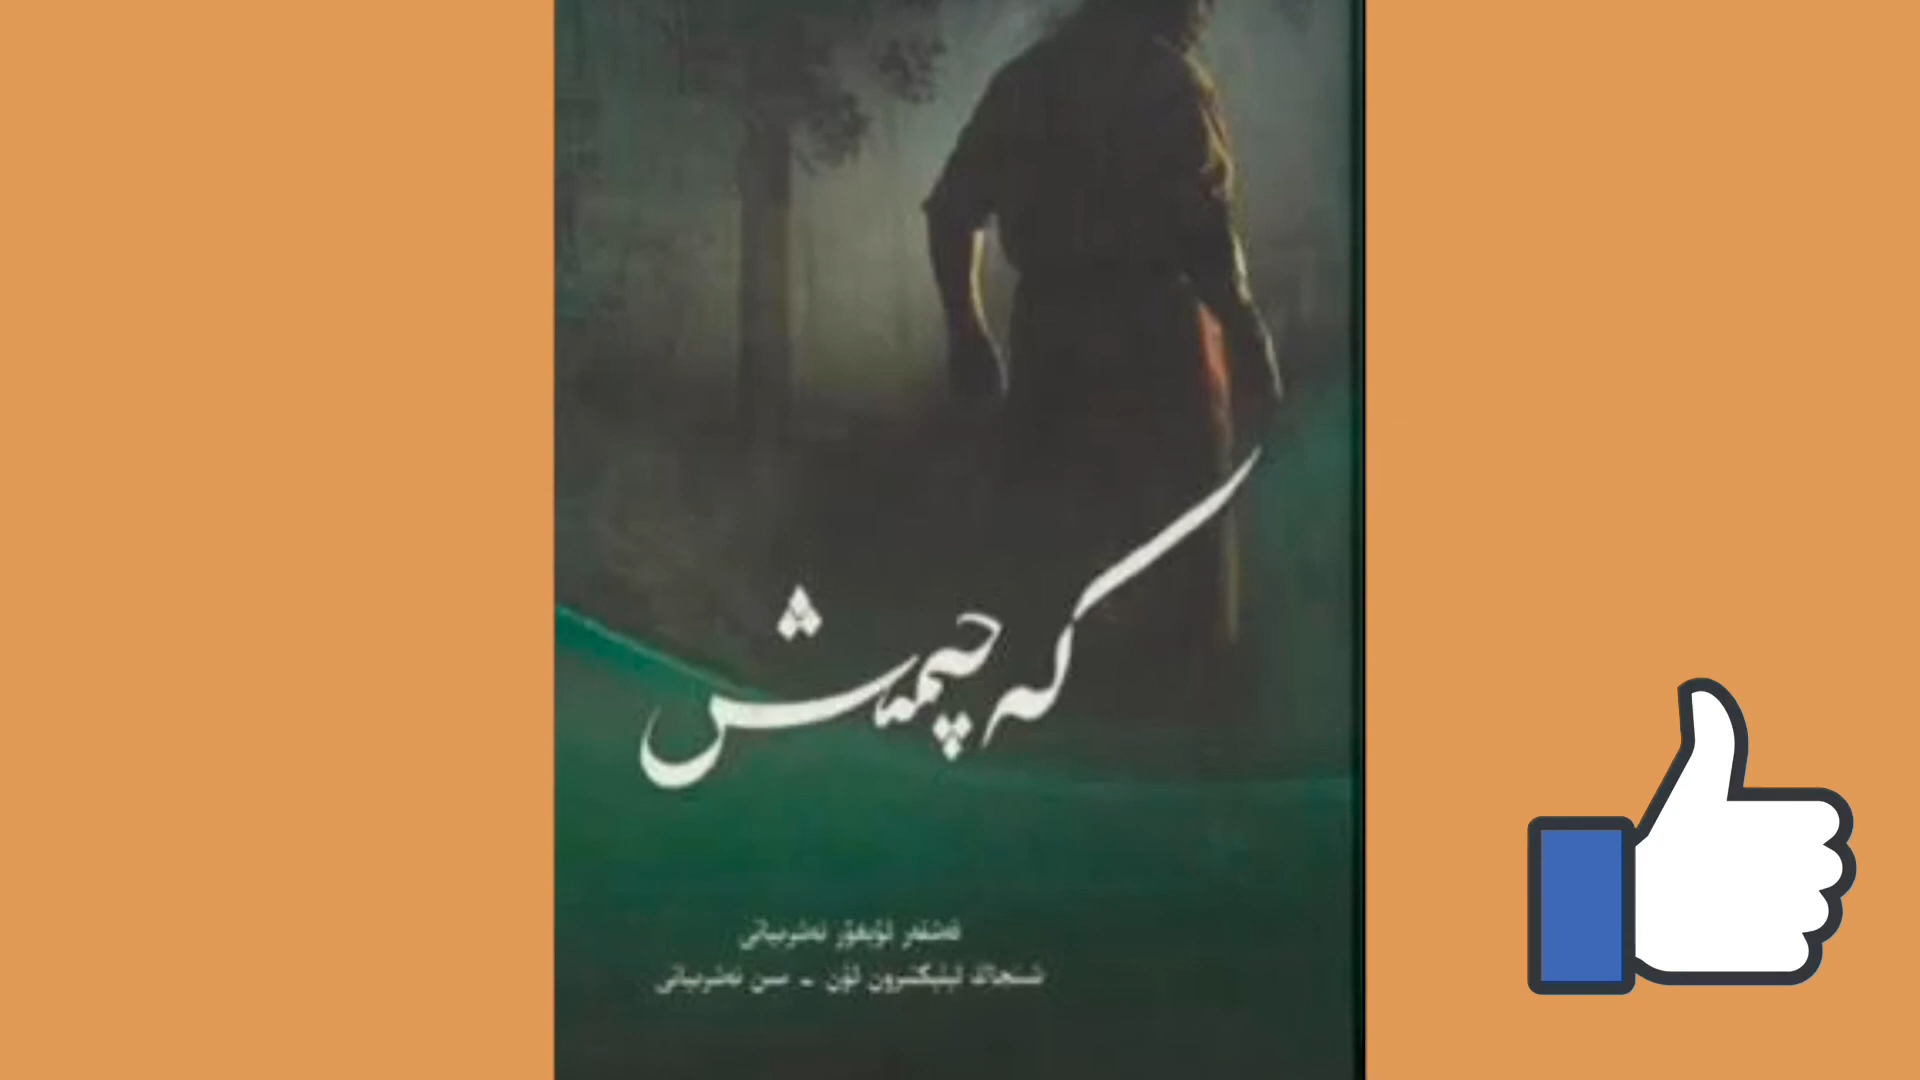 كەچمىش
قەشقەر ئۇيغۇر نەشرىياتى
شىنجاڭ ئېلېكترون ئۈن - سىن نەشرىياتى